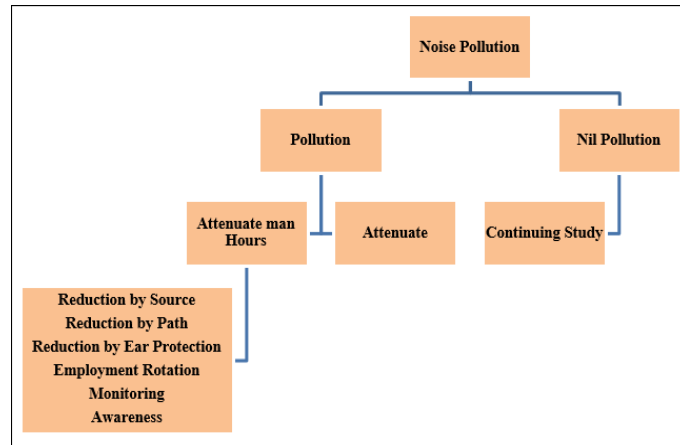 Noise Pollution
Pollution
Nil Pollution
Attenuate man
Hours
Attenuate
Continuing Study
Reduction by Source
Reduction by Path
Reduction by Ear Protection
Employment Rotation
Monitoring
Awareness